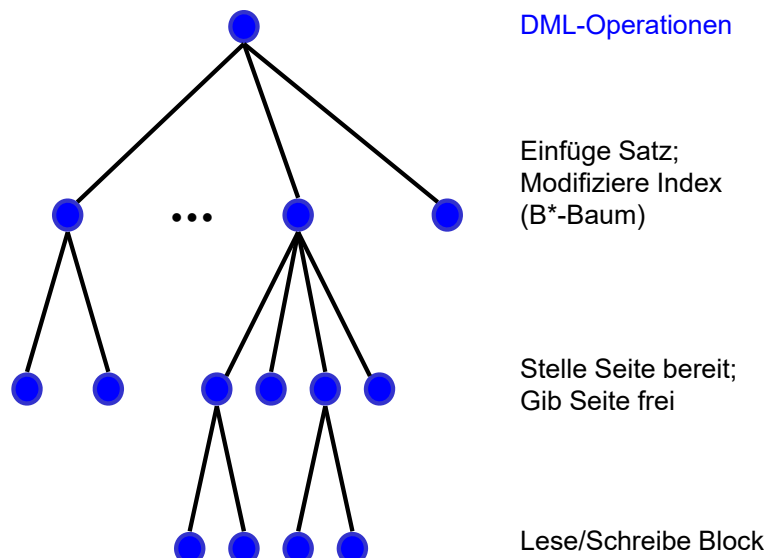 DML-Operationen
Einfüge Satz;
Modifiziere Index
(B*-Baum)
Stelle Seite bereit;
Gib Seite frei
Lese/Schreibe Block